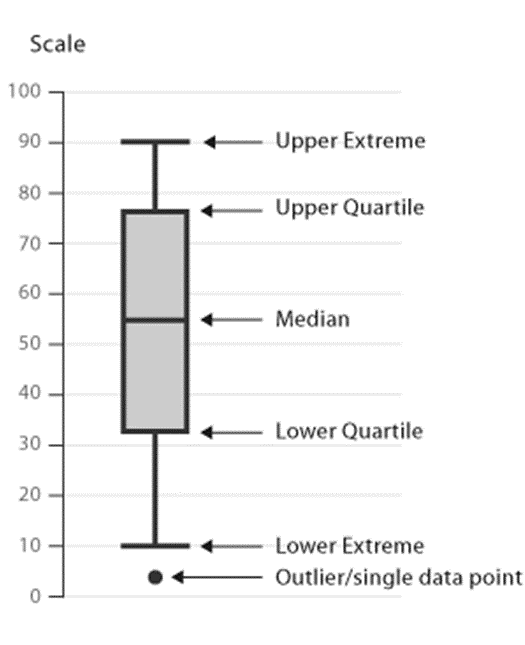 Scale
100
90
Upper Extreme
80
Upper Quartile
70
60
Median
50
40
Lower Quartile
30
20
10
Lower Extreme
Outlier/single data point
0